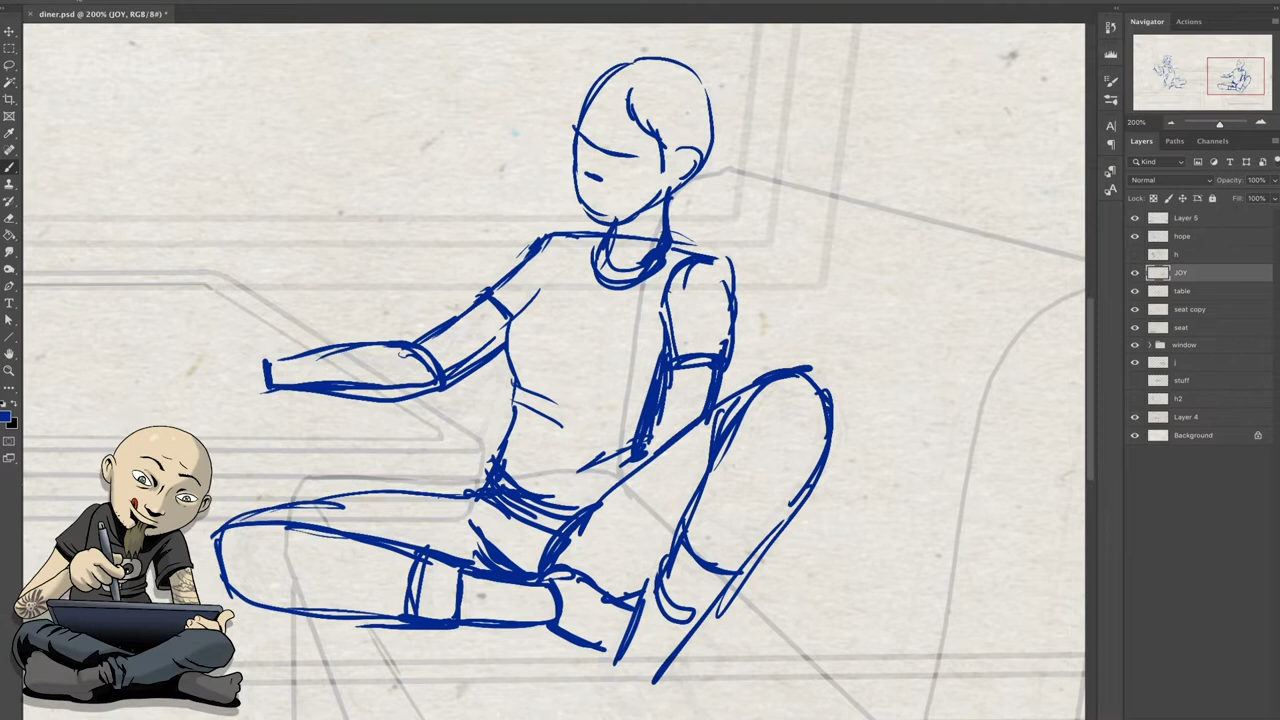 diner.psd @ 200% (JOY, RGB/8#) *
Navigator
Actions
200%
Layers
Paths
Channels
Kind
Normal
Opacity: 100%
Lock:
Fill: 100%
Layer 5
hope
h
JOY
table
seat copy
seat
window
j
stuff
h2
Layer 4
Background